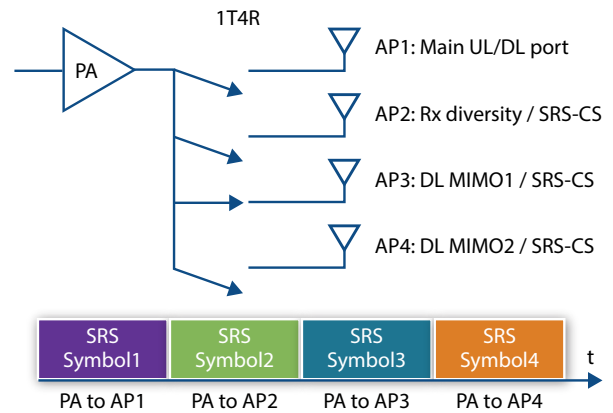 1T4R
PA
AP1: Main UL/DL port
AP2: Rx diversity / SRS-CS
AP3: DL MIMO1 / SRS-CS
AP4: DL MIMO2 / SRS-CS
SRS
Symbol1
SRS
Symbol2
SRS
Symbol3
SRS
Symbol4
t
PA to AP1
PA to AP2
PA to AP3
PA to AP4